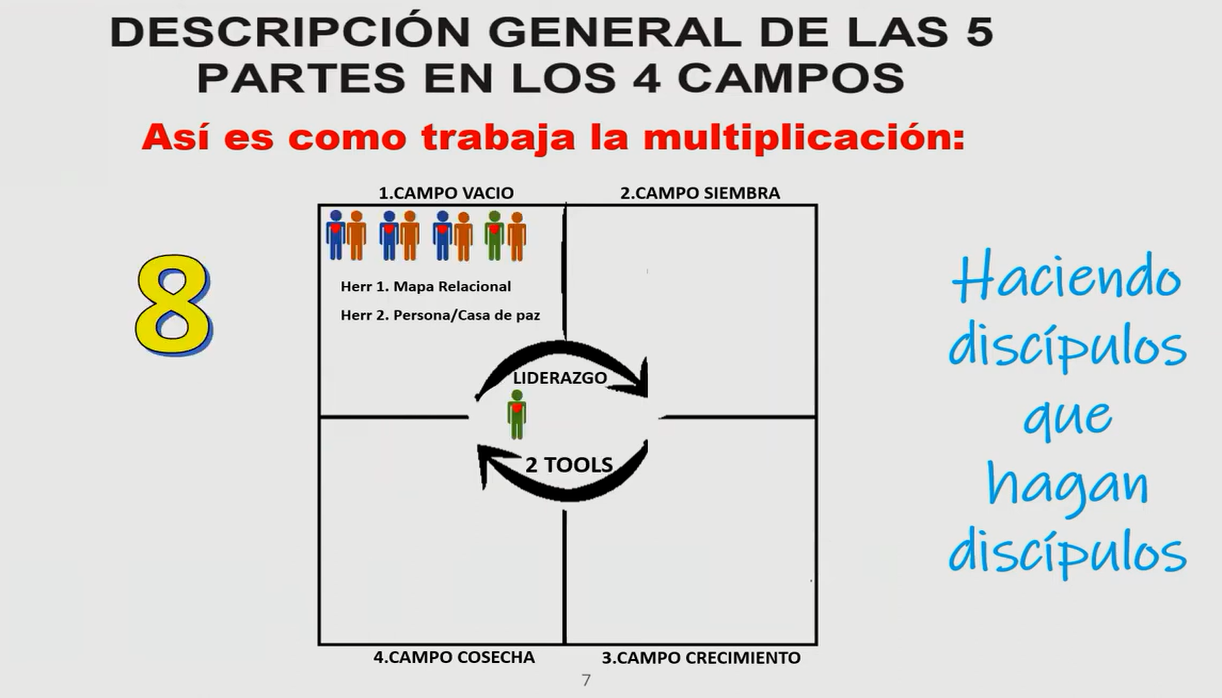 DESCRIPCIÓN GENERAL DE LAS 5
PARTES EN LOS 4 CAMPOS
Así es como trabaja la multiplicación:
1.CAMPO VACIO
2.CAMPO SIEMBRA
8
Herr 1. Mapa Relacional
Herr 2. Persona/Casa de paz
LIDERAZGO
2 TOOLS
4.CAMPO COSECHA
3.CAMPO CRECIMIENTO
Haciendo
discípulos
que
hagan
discípulos
7